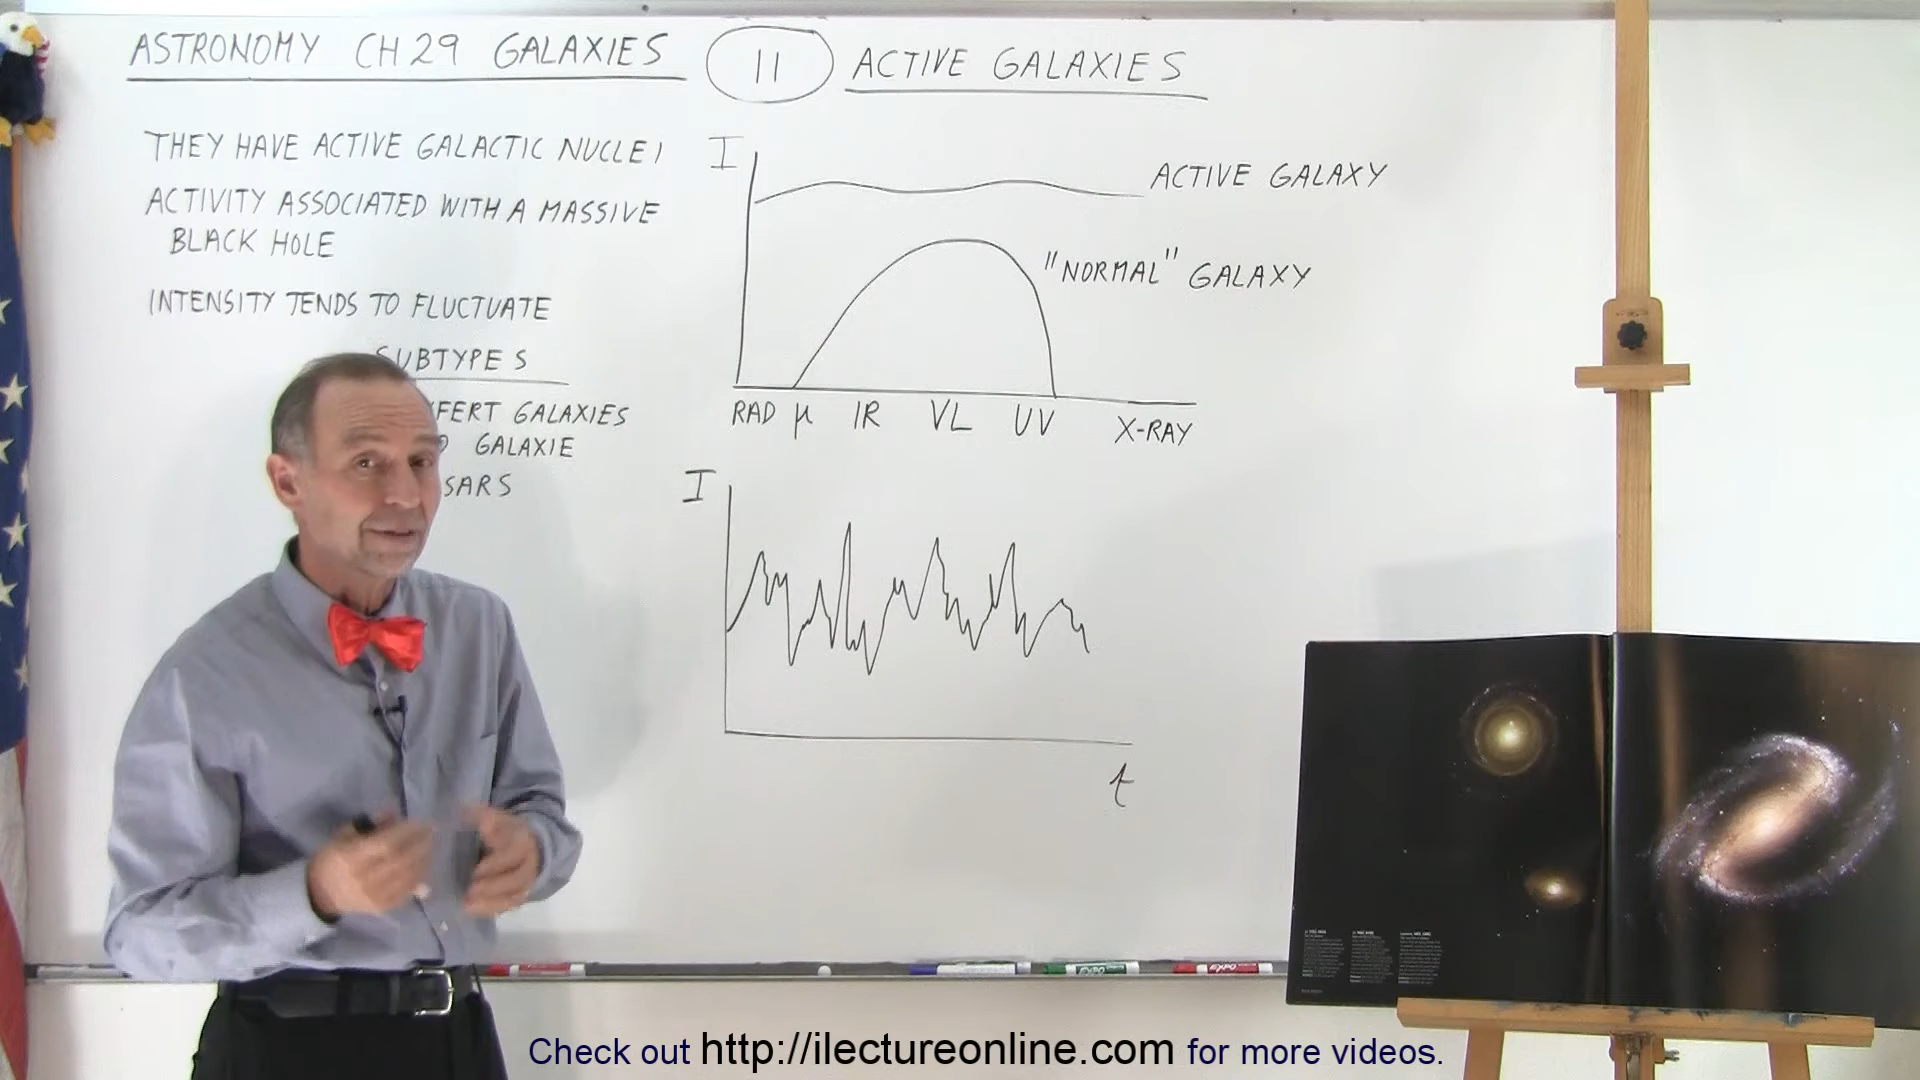 ASTRONOMY CH 29 GALAXIES 11 ACTIVE GALAXIES
THEY HAVE ACTIVE GALACTIC NUCLEI
ACTIVITY ASSOCIATED WITH A MASSIVE
BLACK HOLE
INTENSITY TENDS TO FLUCTUATE
SUBTYPES
FERT GALAXIES
GALAXIE
SARS
I
ACTIVE GALAXY
"NORMAL" GALAXY
RAD μ IR VL UV X-RAY
I
t
Check out http://ilectureonline.com for more videos.